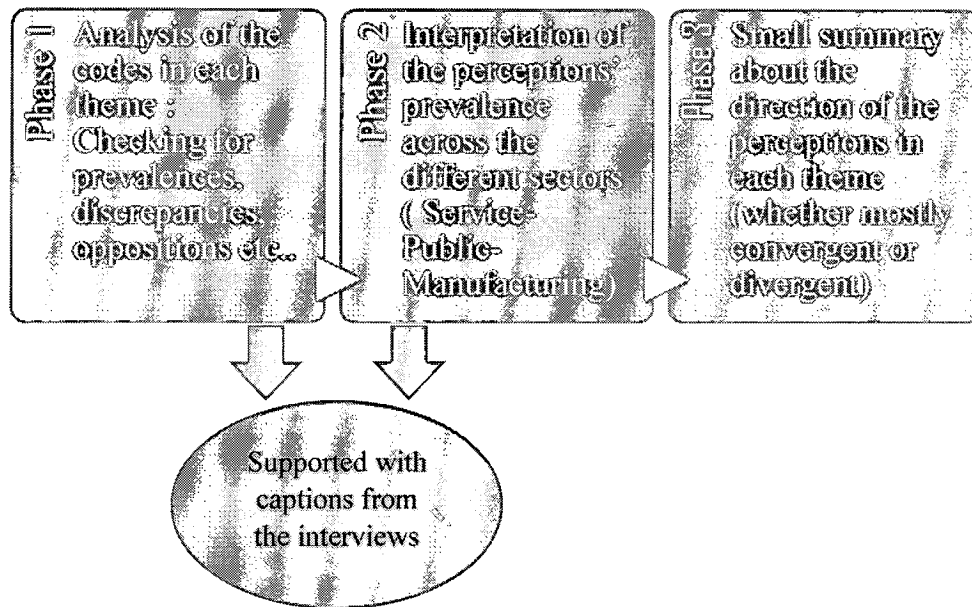 Phase 1
Analysis of the
codes in each
theme :
Checking for
prevalences,
discrepancies,
oppositions etc..
Phase 2
Interpretation of
the perceptions'
prevalence
across the
different sectors
( Service-
Public-
Manufacturing)
Phase 3
Small summary
about the
direction of the
perceptions in
each theme
(whether mostly
convergent or
divergent)
Supported with
captions from
the interviews